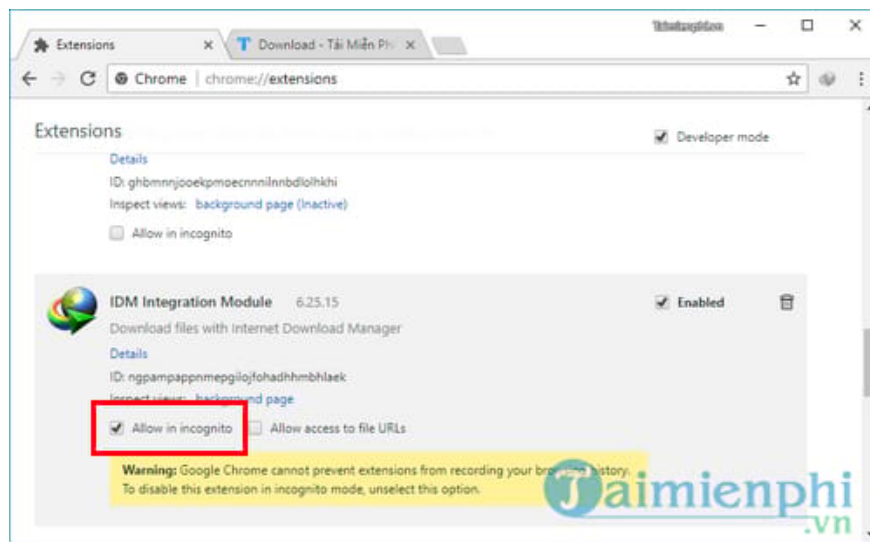 Extensions
Download - Tải Miễn Phí
Chrome chrome://extensions
Extensions
Developer mode
Details
ID: ghbmnnjooekpmoecnnnilnnbdlolhkhi
Inspect views: background page (Inactive)
Allow in incognito
IDM Integration Module 6.25.15
Enabled
Download files with Internet Download Manager
Details
ID: ngpampappnmepgilojfohadhhmbhlaek
Inspect views: background page
Allow in incognito Allow access to file URLs
Warning: Google Chrome cannot prevent extensions from recording your browsing history.
To disable this extension in incognito mode, unselect this option.
Taimienphi
.vn